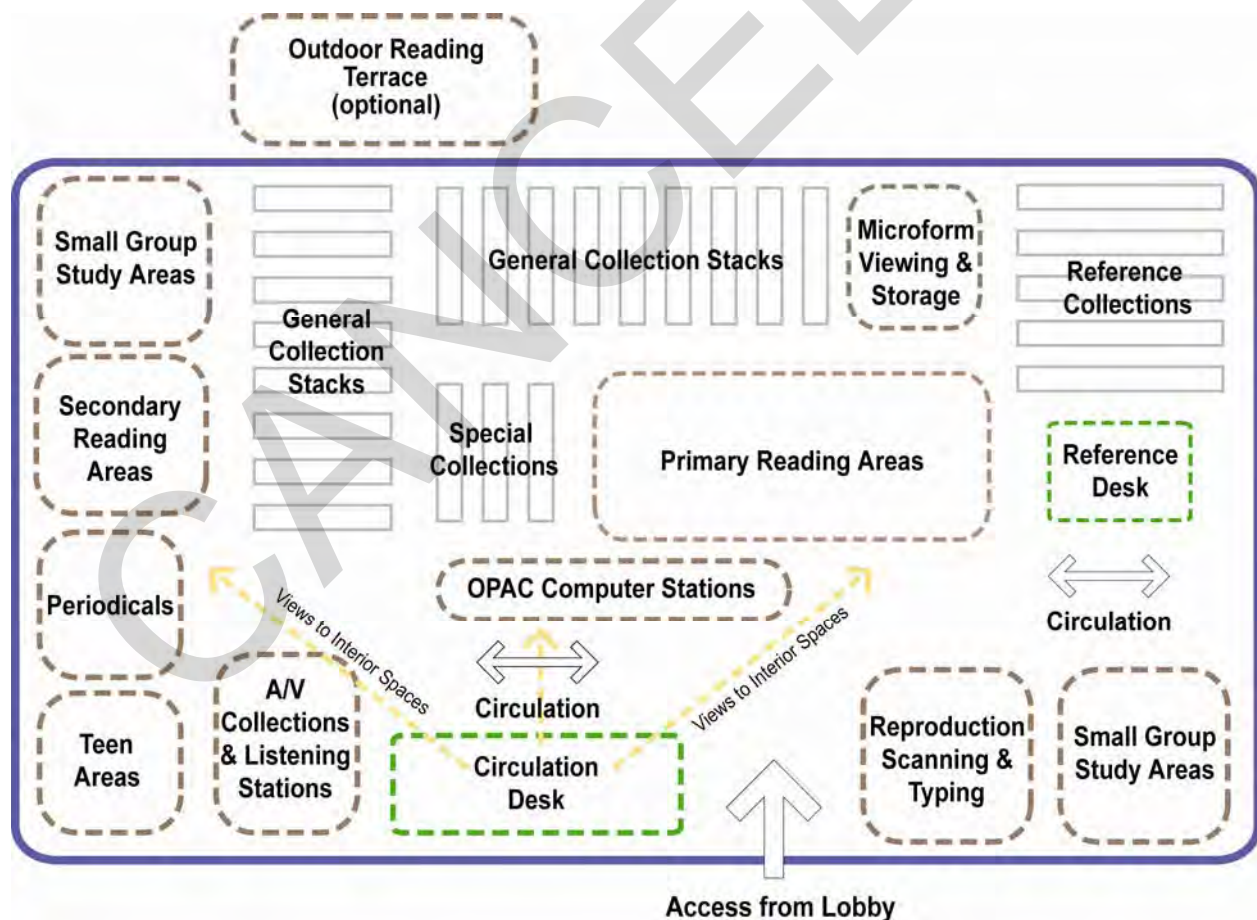 Outdoor Reading
Terrace
(optional)
Small Group
Study Areas
General
Collection
Stacks
General Collection Stacks
Microform
Viewing &
Storage
Reference
Collections
Secondary
Reading
Areas
Special
Collections
Primary Reading Areas
Reference
Desk
Periodicals
OPAC Computer Stations
Views to Interior Spaces
Views to Interior Spaces
Circulation
Circulation
Teen
Areas
A/V
Collections
& Listening
Stations
Circulation
Desk
Reproduction
Scanning &
Typing
Small Group
Study Areas
Access from Lobby
CANCEL